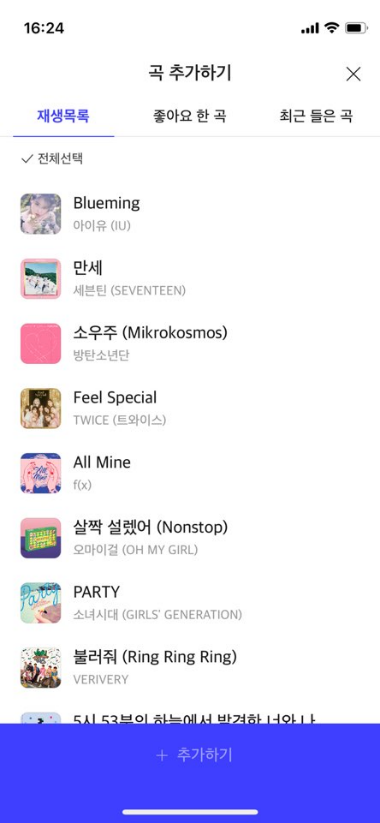 16:24
곡 추가하기
재생목록 좋아요 한 곡 최근 들은 곡
전체선택
Blueming
아이유 (IU)
만세
세븐틴 (SEVENTEEN)
소우주 (Mikrokosmos)
방탄소년단
Feel Special
TWICE (트와이스)
All Mine
f(x)
살짝 설렜어 (Nonstop)
오마이걸 (OH MY GIRL)
PARTY
소녀시대 (GIRLS' GENERATION)
불러줘 (Ring Ring Ring)
VERIVERY
5시 53분의 하늘에서 발견한 너와 나
+ 추가하기